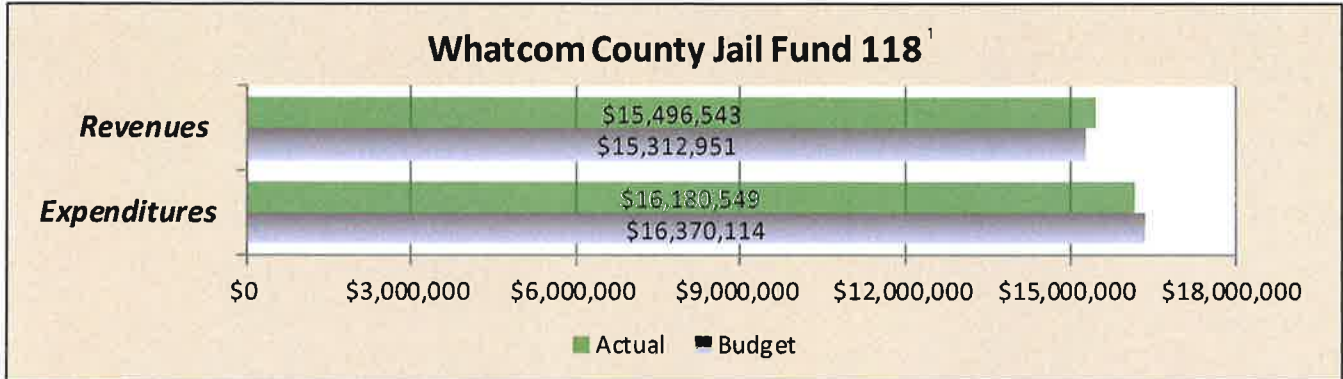 Whatcom County Jail Fund 118 1
Revenues
$15,496,543
$15,312,951
Expenditures
$16,180,549
$16,370,114
$0 $3,000,000 $6,000,000 $9,000,000 $12,000,000 $15,000,000 $18,000,000
Actual Budget